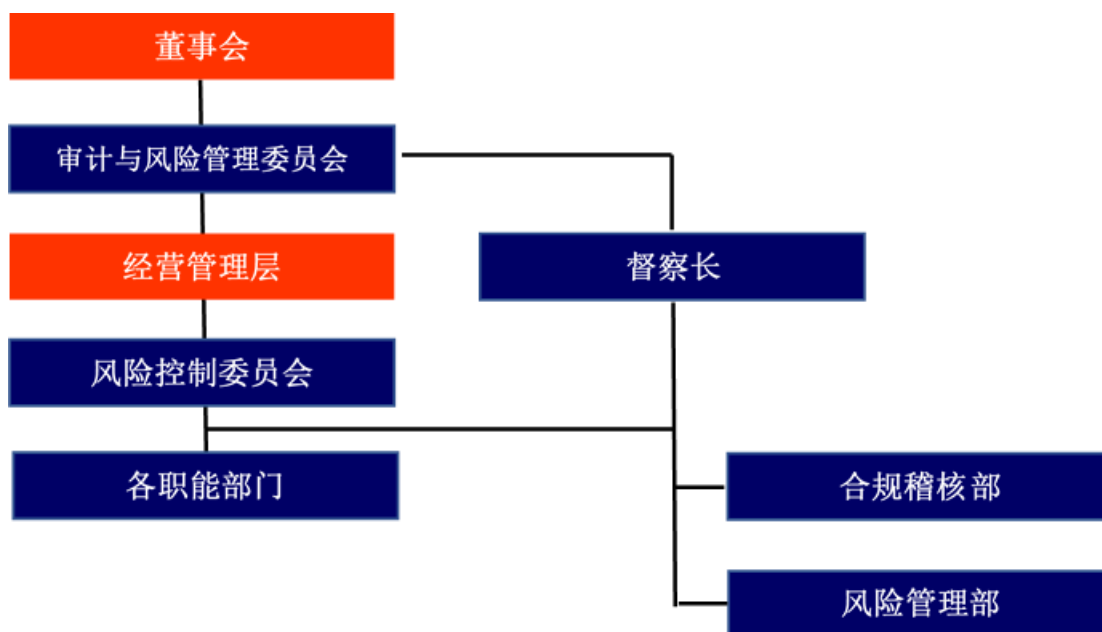 董事会
审计与风险管理委员会
经营管理层
督察长
风险控制委员会
各职能部门
合规稽核部
风险管理部